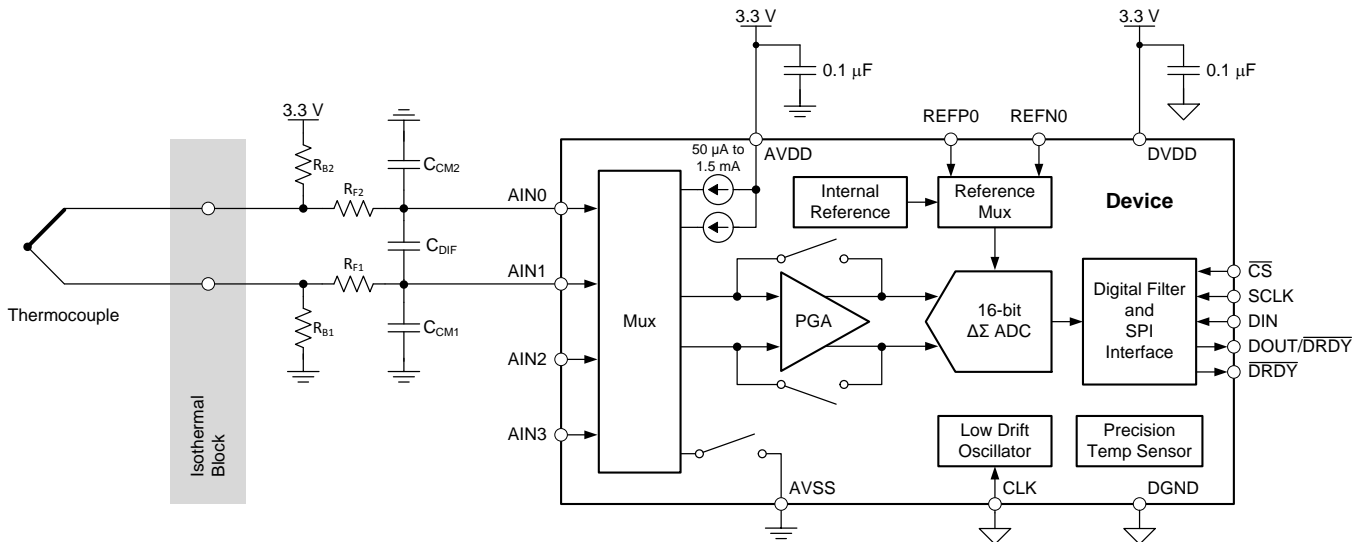 3.3 V
0.1 μF
3.3 V
0.1 μF
3.3 V
R_B2
R_F2
C_CM2
C_DIF
R_F1
R_B1
C_CM1
Thermocouple
Isothermal
Block
AIN0
AIN1
AIN2
AIN3
Mux
50 μA to
1.5 mA
AVDD
REFP0
REFN0
DVDD
Internal
Reference
Reference
Mux
Device
PGA
16-bit
ΔΣ ADC
Digital Filter
and
SPI
Interface
C̅S̅
SCLK
DIN
DOUT/D̅R̅D̅Y̅
D̅R̅D̅Y̅
Low Drift
Oscillator
Precision
Temp Sensor
AVSS
CLK
DGND